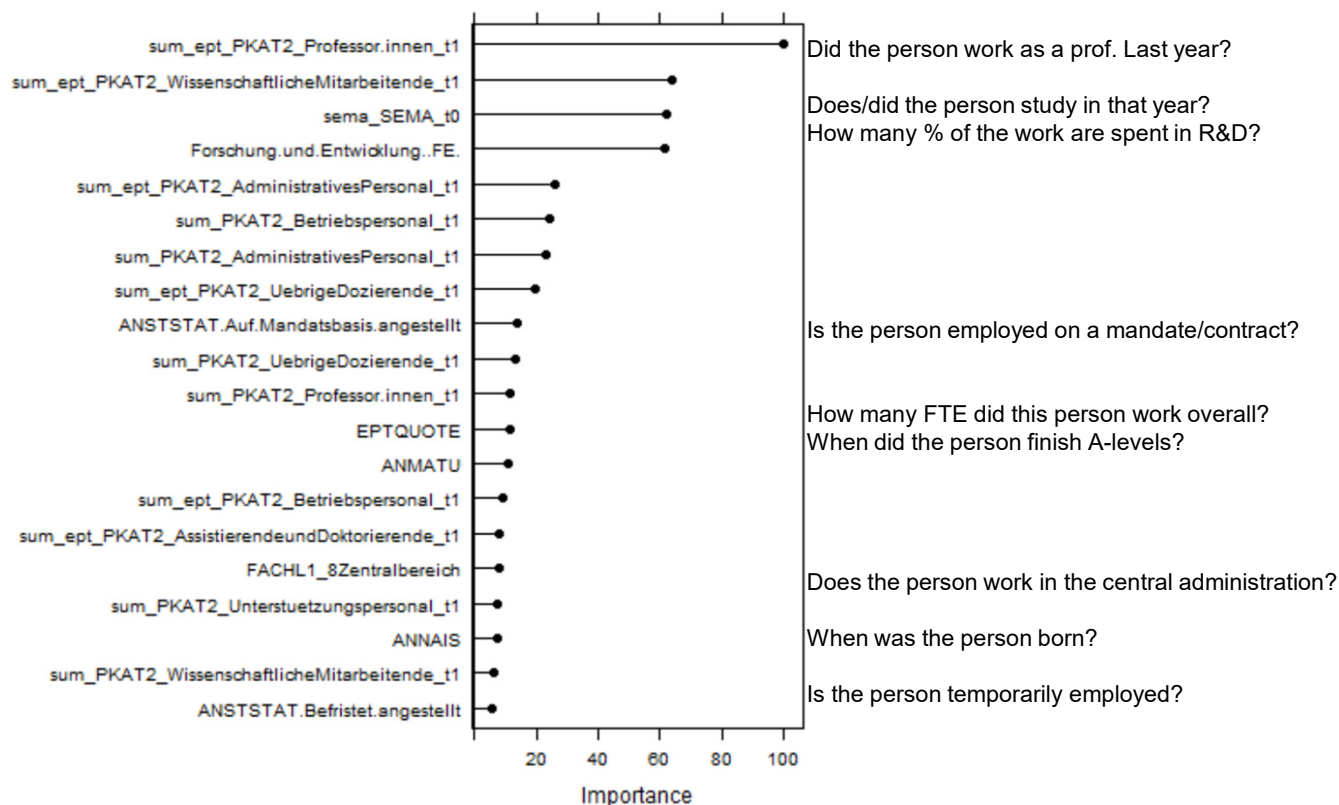 sum_ept_PKAT2_Professor.innen_t1
Did the person work as a prof. Last year?
sum_ept_PKAT2_WissenschaftlicheMitarbeitende_t1
sema_SEMA_t0
Does/did the person study in that year?
How many % of the work are spent in R&D?
Forschung.und.Entwicklung..FE.
sum_ept_PKAT2_AdministrativesPersonal_t1
sum_PKAT2_Betriebspersonal_t1
sum_PKAT2_AdministrativesPersonal_t1
sum_ept_PKAT2_UebrigeDozierende_t1
ANSTSTAT.Auf.Mandatsbasis.angestellt
Is the person employed on a mandate/contract?
sum_PKAT2_UebrigeDozierende_t1
sum_PKAT2_Professor.innen_t1
How many FTE did this person work overall?
EPTQUOTE
When did the person finish A-levels?
ANMATU
sum_ept_PKAT2_Betriebspersonal_t1
sum_ept_PKAT2_AssistierendeundDoktorierende_t1
FACHL1_8Zentralbereich
Does the person work in the central administration?
sum_PKAT2_Unterstuetzungspersonal_t1
ANNAIS
When was the person born?
sum_PKAT2_WissenschaftlicheMitarbeitende_t1
Is the person temporarily employed?
ANSTSTAT.Befristet.angestellt
20 40 60 80 100
Importance